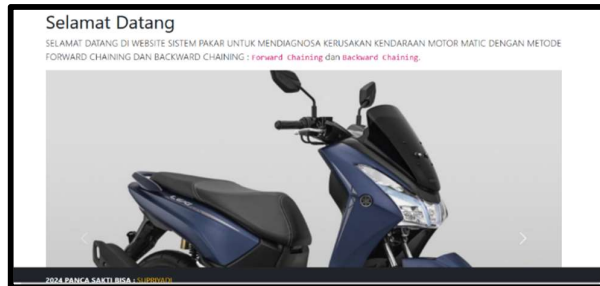 Selamat Datang
SELAMAT DATANG DI WEBSITE SISTEM PAKAR UNTUK MENDIAGNOSA KERUSAKAN KENDARAAN MOTOR MATIC DENGAN METODE
FORWARD CHAINING DAN BACKWARD CHAINING : Forward Chaining dan Backward Chaining.
2024 PANCA SAKTI BISA : SUPRIYADI